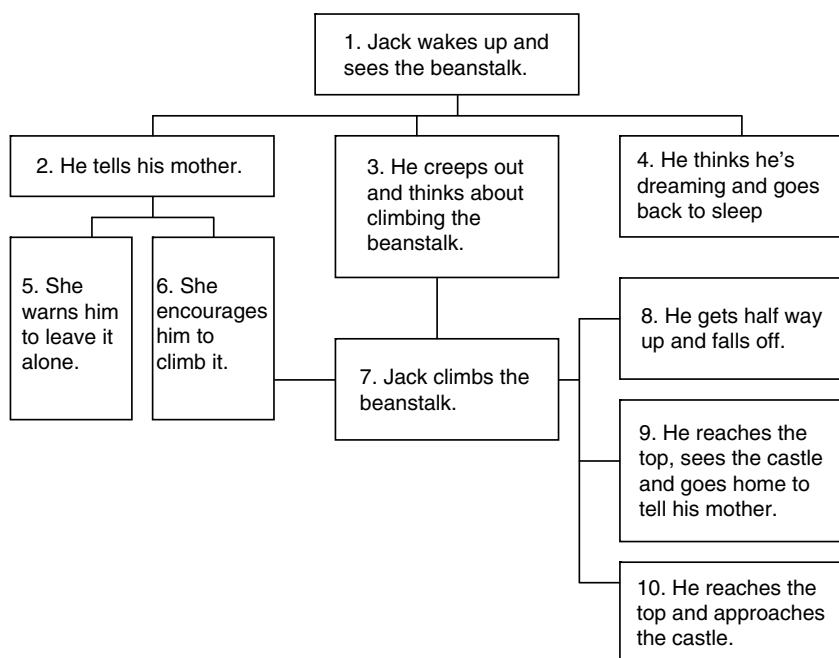 1. Jack wakes up and
sees the beanstalk.
2. He tells his mother.
3. He creeps out
and thinks about
climbing the
beanstalk.
4. He thinks he's
dreaming and goes
back to sleep
5. She
warns him
to leave it
alone.
6. She
encourages
him to
climb it.
7. Jack climbs the
beanstalk.
8. He gets half way
up and falls off.
9. He reaches the
top, sees the castle
and goes home to
tell his mother.
10. He reaches the
top and approaches
the castle.